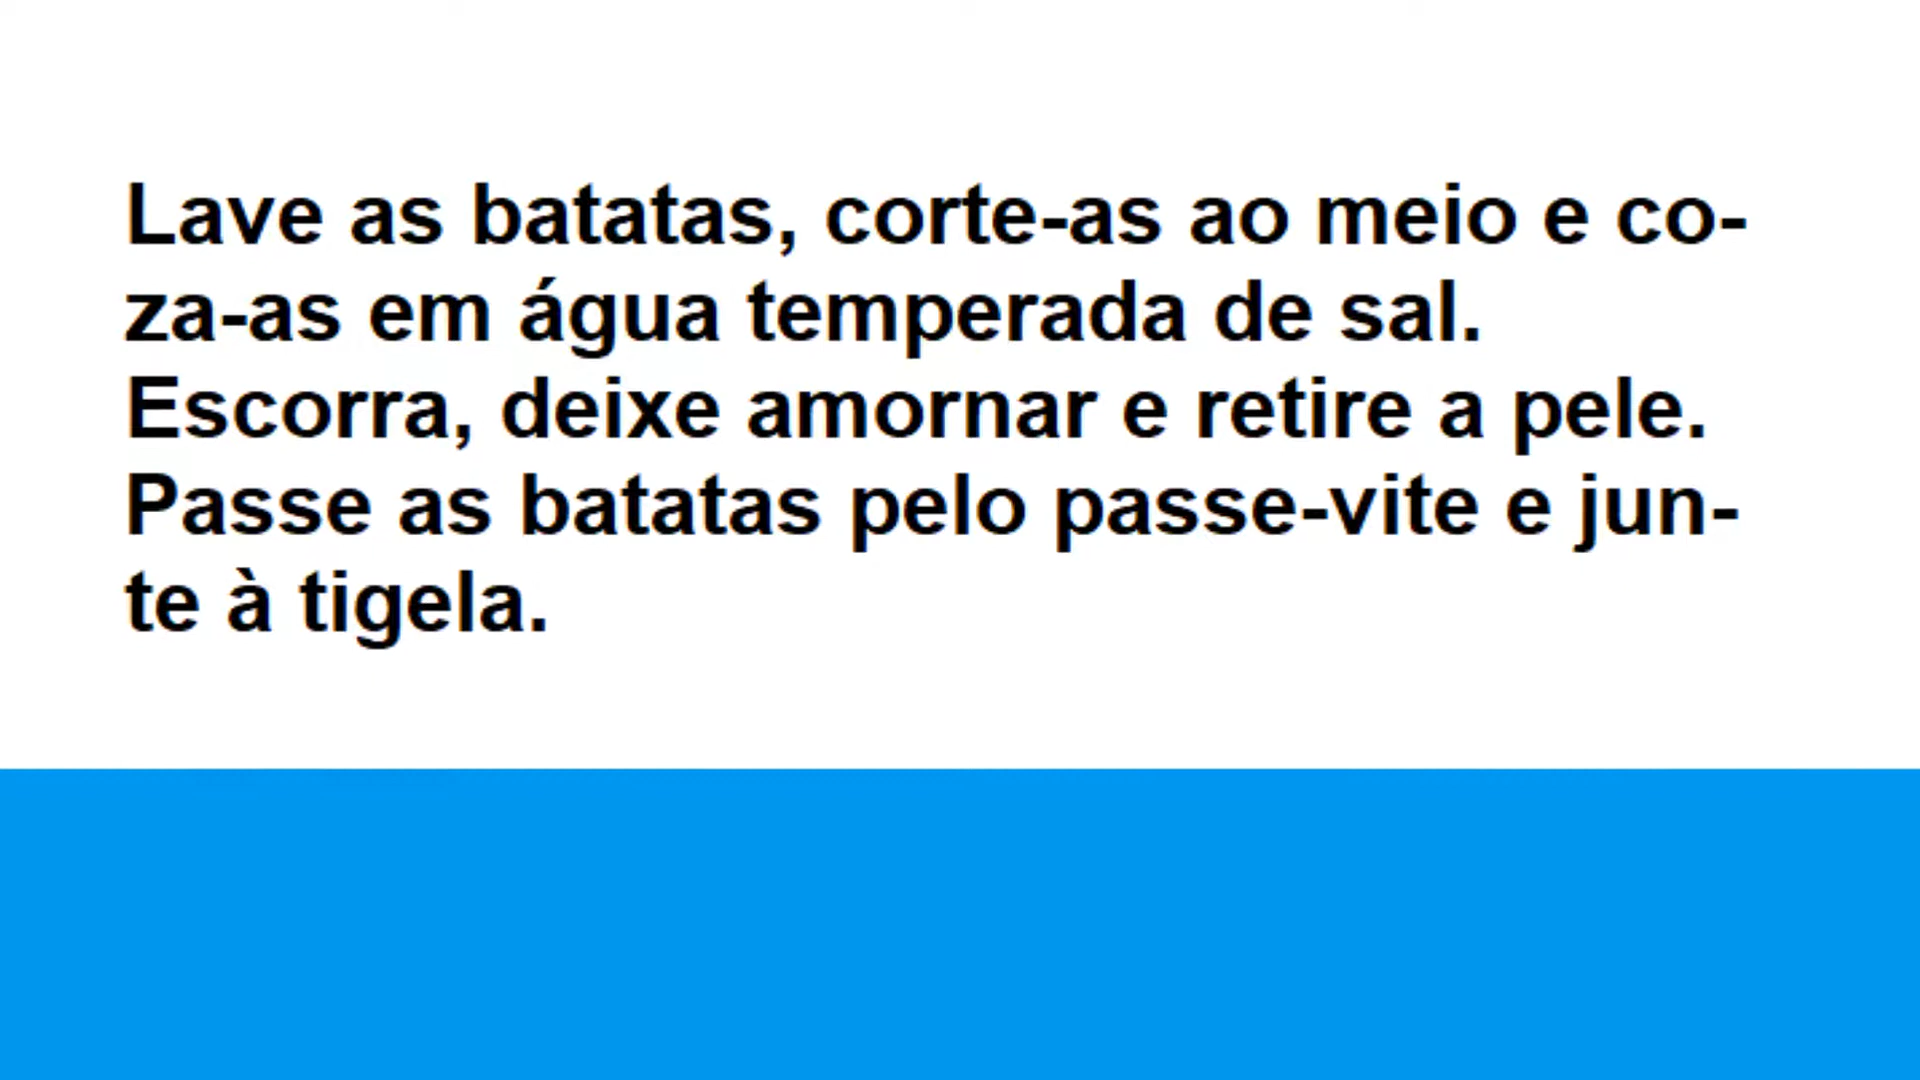 Lave as batatas, corte-as ao meio e co-
za-as em água temperada de sal.
Escorra, deixe amornar e retire a pele.
Passe as batatas pelo passe-vite e jun-
te à tigela.